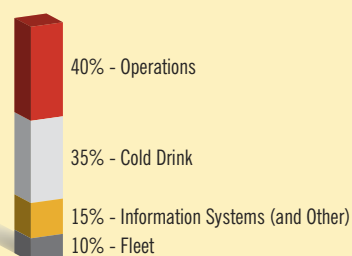 40% - Operations
35% - Cold Drink
15% - Information Systems (and Other)
10% - Fleet